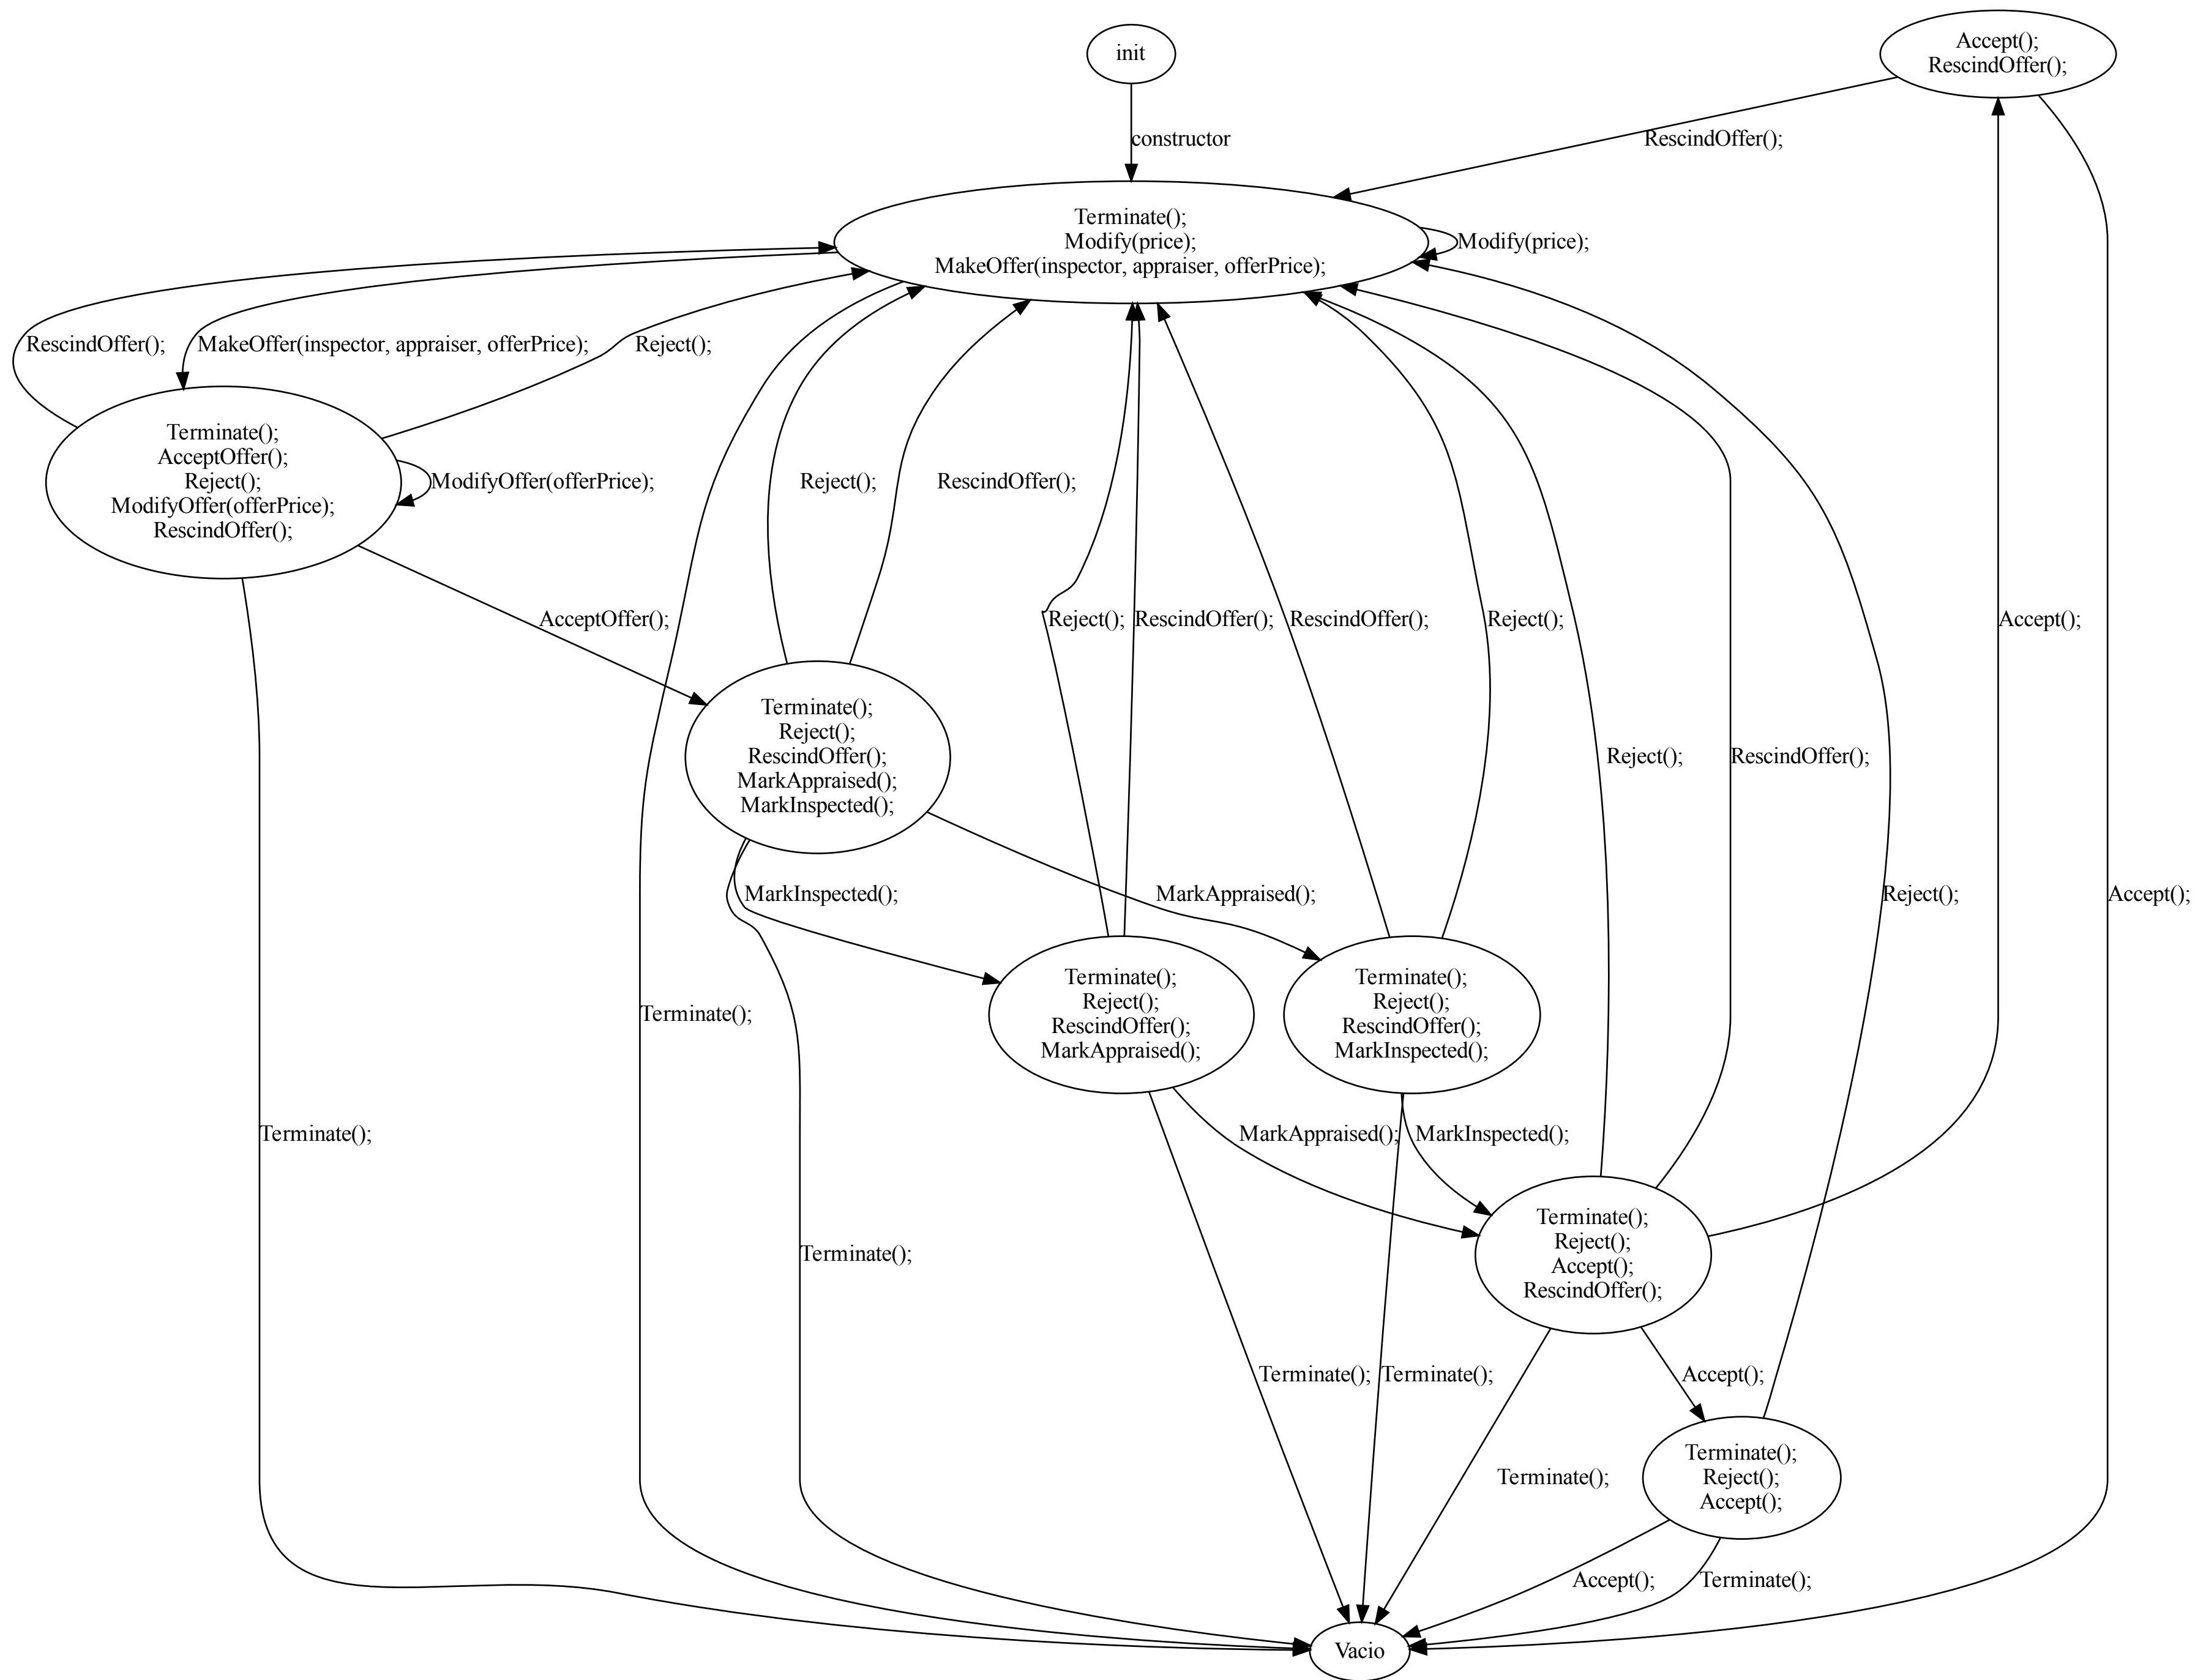 init
Accept();
RescindOffer();
constructor
RescindOffer();
Terminate();
Modify(price);
MakeOffer(inspector, appraiser, offerPrice);
Modify(price);
RescindOffer();
MakeOffer(inspector, appraiser, offerPrice);
Reject();
Terminate();
AcceptOffer();
Reject();
ModifyOffer(offerPrice);
RescindOffer();
ModifyOffer(offerPrice);
Reject();
RescindOffer();
AcceptOffer();
Reject();
RescindOffer();
RescindOffer();
Reject();
Accept();
Terminate();
Reject();
RescindOffer();
MarkAppraised();
MarkInspected();
Reject();
RescindOffer();
MarkInspected();
MarkAppraised();
Reject();
Accept();
Terminate();
Terminate();
Reject();
RescindOffer();
MarkAppraised();
Terminate();
Reject();
RescindOffer();
MarkInspected();
Terminate();
MarkAppraised();
MarkInspected();
Terminate();
Terminate();
Reject();
Accept();
RescindOffer();
Terminate();
Terminate();
Accept();
Terminate();
Terminate();
Reject();
Accept();
Accept();
Terminate();
Vacio